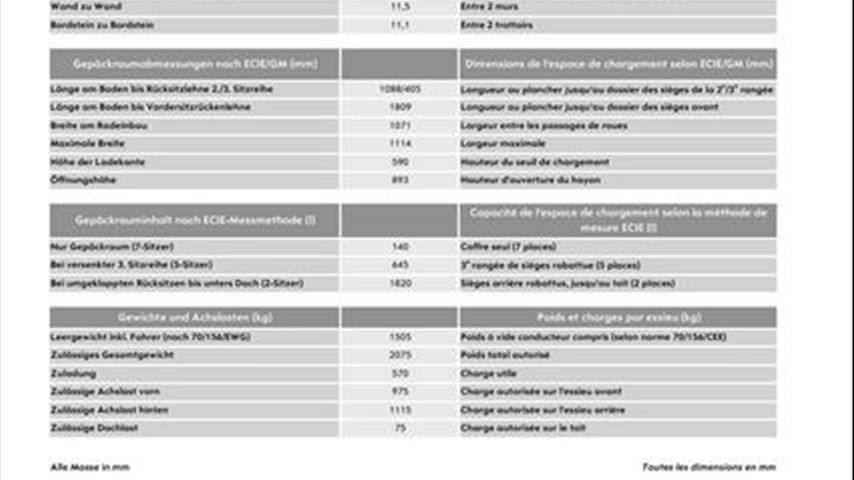 Wand zu Wand 11,5 Entre 2 murs
Bordstein zu Bordstein 11,1 Entre 2 trottoirs
Gepäckraumabmessungen nach ECIE/GM (mm) Dimensions de l'espace de chargement selon ECIE/GM (mm)
Länge am Boden bis Rücksitzlehne 2./3. Sitzreihe 1088/405 Longueur au plancher jusqu'au dossier des sièges de la 2e/3e rangée
Länge am Boden bis Vordersitzrückenlehne 1809 Longueur au plancher jusqu'au dossier des sièges avant
Breite am Radeinbau 1071 Largeur entre les passages de roues
Maximale Breite 1114 Largeur maximale
Höhe der Ladekante 590 Hauteur du seuil de chargement
Öffnungshöhe 893 Hauteur d'ouverture du hayon
Gepäckrauminhalt nach ECIE-Messmethode (l) Capacité de l'espace de chargement selon la méthode de
mesure ECIE (l)
Nur Gepäckraum (7-Sitzer) 140 Coffre seul (7 places)
Bei versenkter 3. Sitzreihe (5-Sitzer) 645 3e rangée de sièges rabattue (5 places)
Bei umgeklappten Rücksitzen bis unters Dach (2-Sitzer) 1820 Sièges arrière rabattus, jusqu'au toit (2 places)
Gewichte und Achslasten (kg) Poids et charges par essieu (kg)
Leergewicht inkl. Fahrer (nach 70/156/EWG) 1505 Poids à vide conducteur compris (selon norme 70/156/CEE)
Zulässiges Gesamtgewicht 2075 Poids total autorisé
Zuladung 570 Charge utile
Zulässige Achslast vorn 975 Charge autorisée sur l'essieu avant
Zulässige Achslast hinten 1115 Charge autorisée sur l'essieu arrière
Zulässige Dachlast 75 Charge autorisée sur le toit
Alle Masse in mm Toutes les dimensions en mm